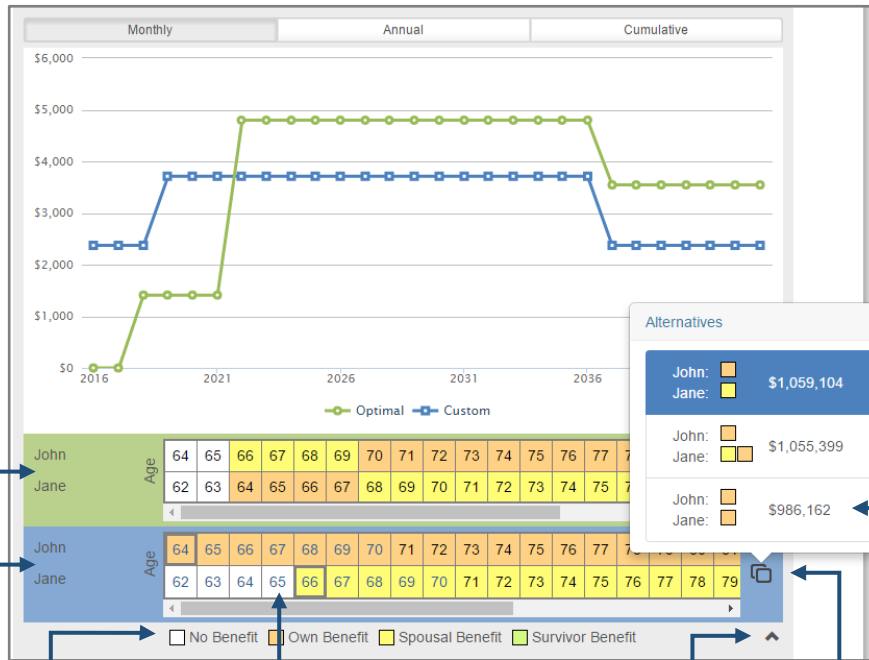 Monthly Annual Cumulative
$6,000
$5,000
$4,000
$3,000
$2,000
$1,000
$0
2016 2021 2026 2031 2036
Optimal Custom
Alternatives
John:
Jane: $1,059,104
John:
Jane: $1,055,399
John:
Jane: $986,162
John Age 64 65 66 67 68 69 70 71 72 73 74 75 76 77
Jane 62 63 64 65 66 67 68 69 70 71 72 73 74 75
John Age 64 65 66 67 68 69 70 71 72 73 74 75 76 77
Jane 62 63 64 65 66 67 68 69 70 71 72 73 74 75 76 77 78 79
No Benefit Own Benefit Spousal Benefit Survivor Benefit